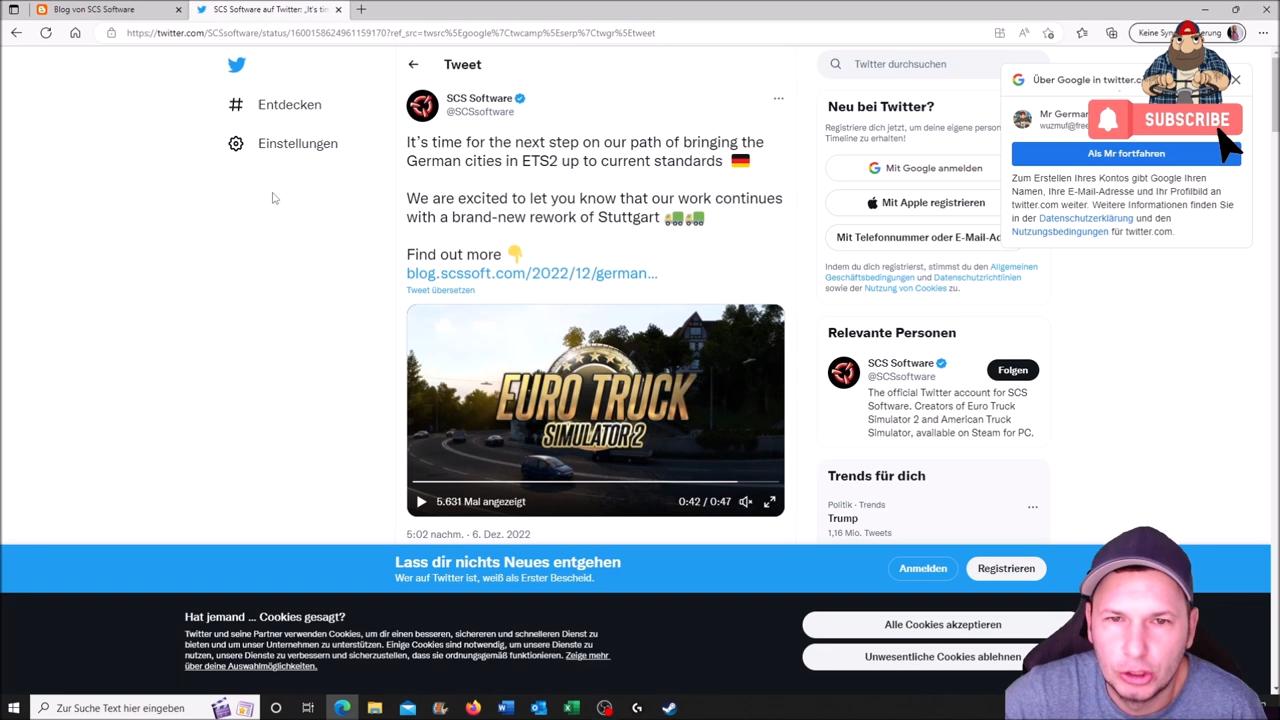 Blog von SCS Software
SCS Software auf Twitter: „It's tim
https://twitter.com/SCSsoftware/status/1600158624961159170?ref_src=twsrc%5Egoogle%7Ctwcamp%5Eserp%7Ctwgr%5Etweet
Keine
Tweet
Entdecken
Einstellungen
SCS Software
@SCSsoftware
It's time for the next step on our path of bringing the
German cities in ETS2 up to current standards
We are excited to let you know that our work continues
with a brand-new rework of Stuttgart
Find out more
blog.scssoft.com/2022/12/german...
Tweet übersetzen
EURO TRUCK
SIMULATOR 2
5.631 Mal angezeigt
0:42 / 0:47
5:02 nachm. · 6. Dez. 2022
Twitter durchsuchen
Neu bei Twitter?
Registriere dich jetzt, um deine eigene person
Timeline zu erhalten!
Mit Google anmelden
Mit Apple registrieren
Mit Telefonnummer oder E-Mail-Ad
Indem du dich registrierst, stimmst du den Allgemeinen
Geschäftsbedingungen und den Datenschutzrichtlinien
sowie der Nutzung von Cookies zu.
Relevante Personen
SCS Software
@SCSsoftware
Folgen
The official Twitter account for SCS
Software. Creators of Euro Truck
Simulator 2 and American Truck
Simulator, available on Steam for PC.
Trends für dich
Politik · Trends
Trump
1,16 Mio. Tweets
Über Google in twitter.co
Mr German
wuzmuf@free
SUBSCRIBE
Als Mr fortfahren
Zum Erstellen Ihres Kontos gibt Google Ihren
Namen, Ihre E-Mail-Adresse und Ihr Profilbild an
twitter.com weiter. Weitere Informationen finden Sie
in der Datenschutzerklärung und den
Nutzungsbedingungen für twitter.com.
Lass dir nichts Neues entgehen
Wer auf Twitter ist, weiß als Erster Bescheid.
Anmelden
Registrieren
Hat jemand ... Cookies gesagt?
Twitter und seine Partner verwenden Cookies, um dir einen besseren, sichereren und schnelleren Dienst zu
bieten und um unser Unternehmen zu unterstützen. Einige Cookies sind notwendig, um unsere Dienste zu
nutzen, unsere Dienste zu verbessern und sicherzustellen, dass sie ordnungsgemäß funktionieren. Zeige mehr
über deine Auswahlmöglichkeiten.
Alle Cookies akzeptieren
Unwesentliche Cookies ablehnen
Zur Suche Text hier eingeben